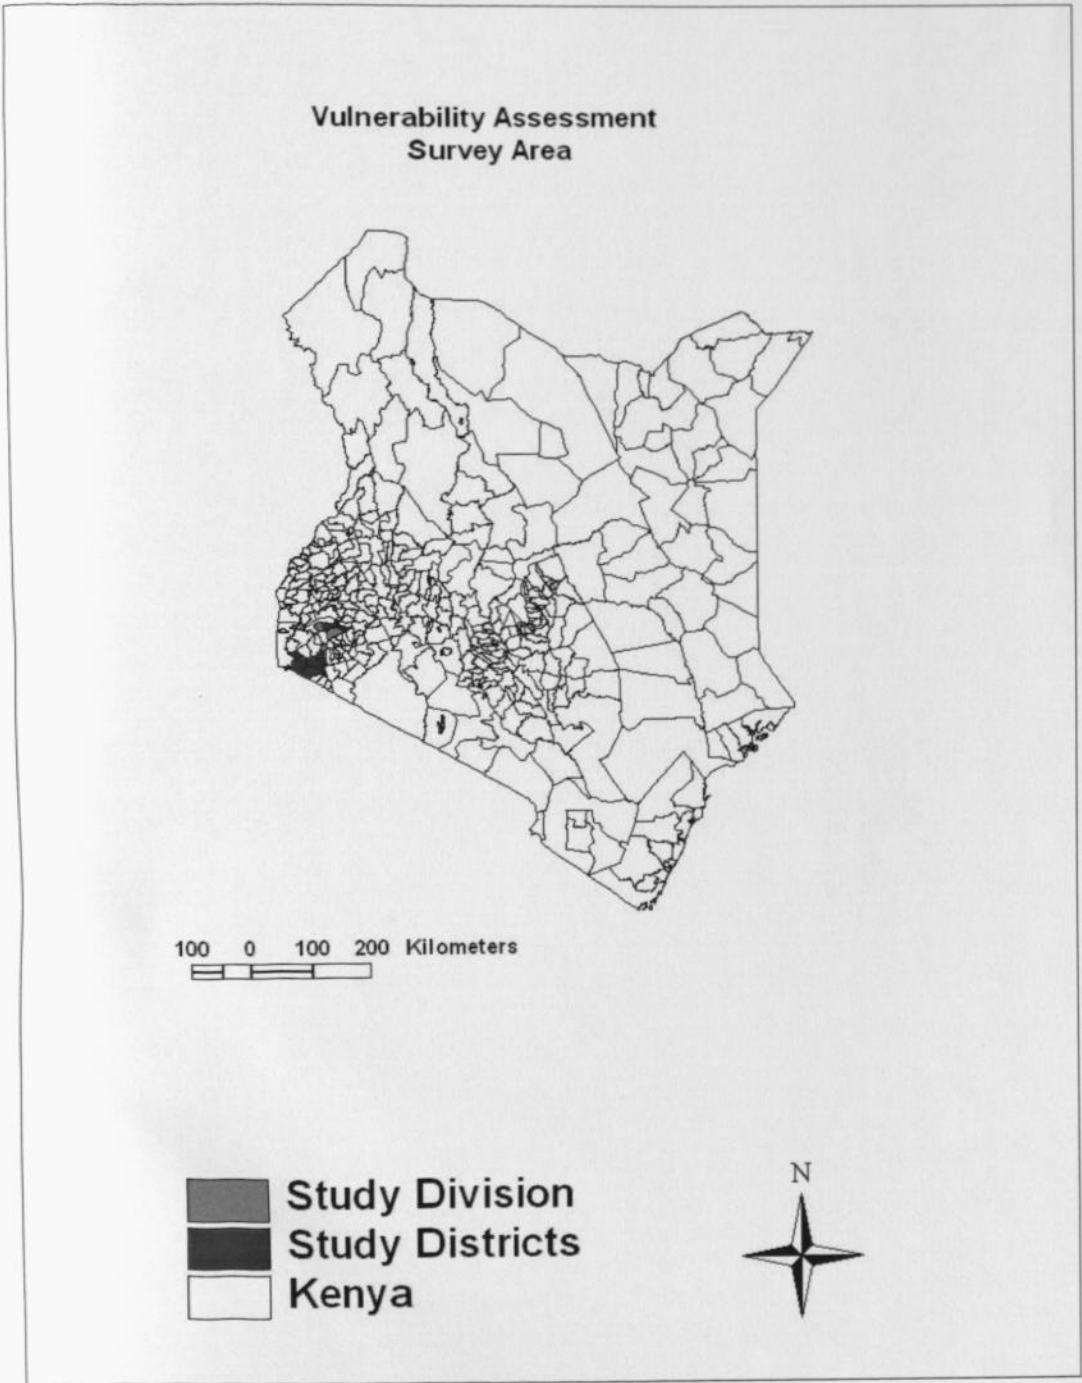 Vulnerability Assessment
Survey Area
100 0 100 200 Kilometers
N
Study Division
Study Districts
Kenya